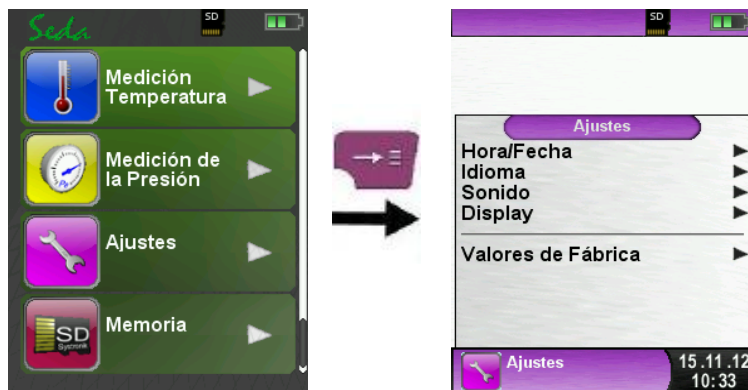 Seda
SD
Medición
Temperatura
Medición de
la Presión
Ajustes
SD
Systronik
Memoria
SD
Ajustes
Hora/Fecha
Idioma
Sonido
Display
Valores de Fábrica
Ajustes
15.11.12
10:33